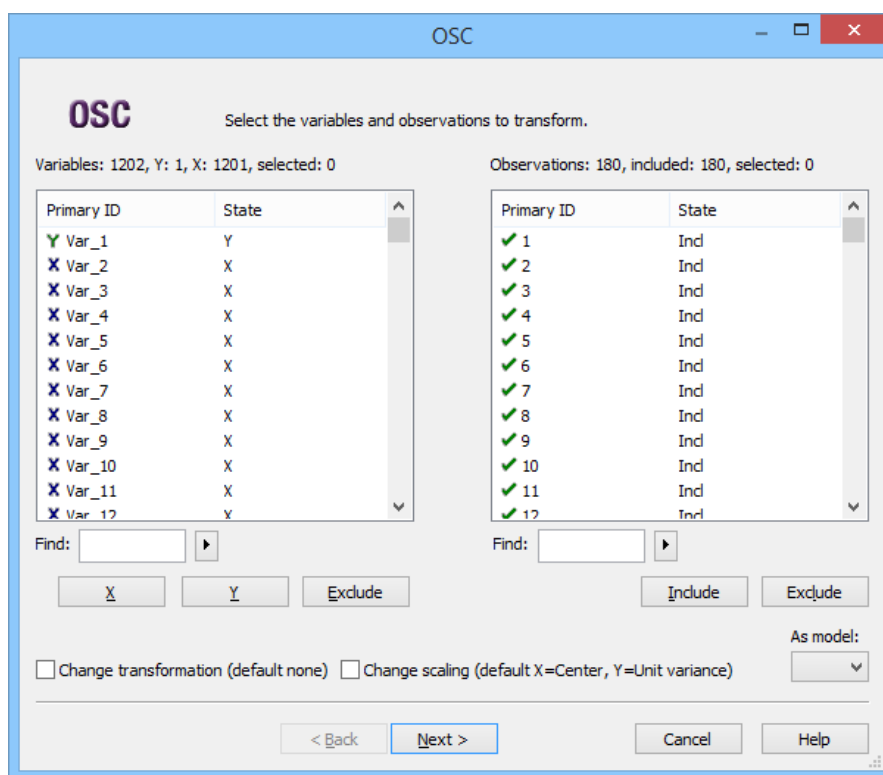 OSC
OSC
Select the variables and observations to transform.
Variables: 1202, Y: 1, X: 1201, selected: 0
Observations: 180, included: 180, selected: 0
Primary ID State
Y Var_1 Y
X Var_2 X
X Var_3 X
X Var_4 X
X Var_5 X
X Var_6 X
X Var_7 X
X Var_8 X
X Var_9 X
X Var_10 X
X Var_11 X
X Var_12 X
Primary ID State
1 Incl
2 Incl
3 Incl
4 Incl
5 Incl
6 Incl
7 Incl
8 Incl
9 Incl
10 Incl
11 Incl
12 Incl
Find:
Find:
X Y Exclude
Include Exclude
As model:
Change transformation (default none) Change scaling (default X=Center, Y=Unit variance)
< Back Next > Cancel Help